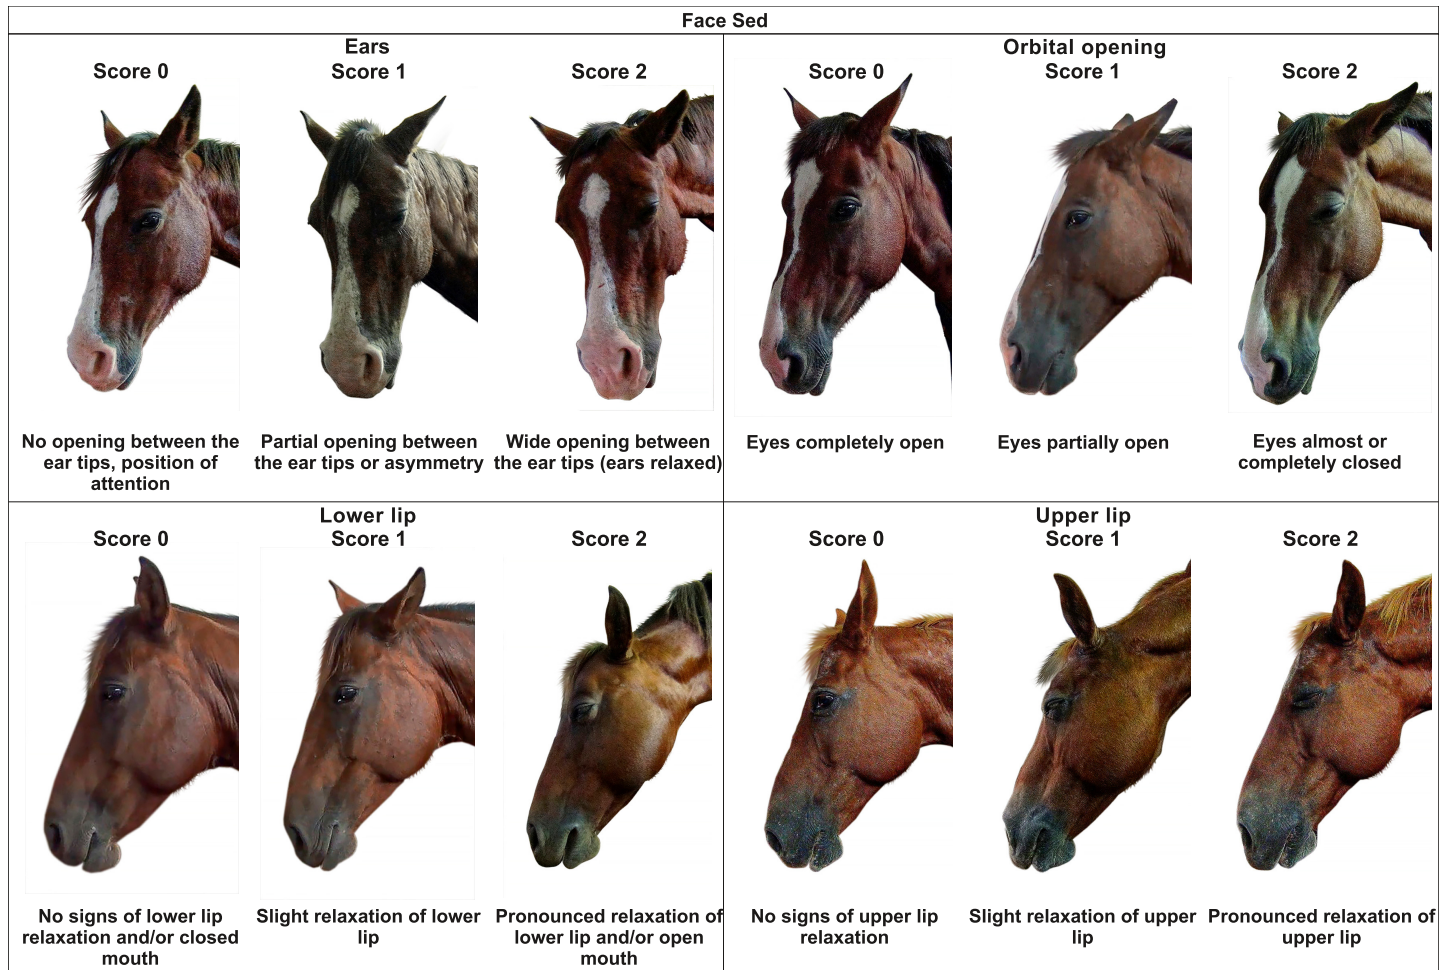 Face Sed
Ears
Score 0
Score 1
Score 2
No opening between the
ear tips, position of
attention
Partial opening between
the ear tips or asymmetry
Wide opening between
the ear tips (ears relaxed)
Orbital opening
Score 0
Score 1
Score 2
Eyes completely open
Eyes partially open
Eyes almost or
completely closed
Lower lip
Score 0
Score 1
Score 2
No signs of lower lip
relaxation and/or closed
mouth
Slight relaxation of lower
lip
Pronounced relaxation of
lower lip and/or open
mouth
Upper lip
Score 0
Score 1
Score 2
No signs of upper lip
relaxation
Slight relaxation of upper
lip
Pronounced relaxation of
upper lip